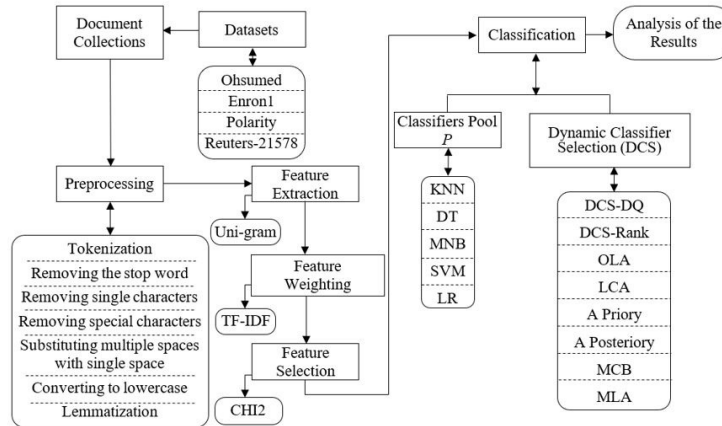 Document
Collections
Datasets
Ohsumed
Enron1
Polarity
Reuters-21578
Preprocessing
Tokenization
Removing the stop word
Removing single characters
Removing special characters
Substituting multiple spaces
with single space
Converting to lowercase
Lemmatization
Feature
Extraction
Uni-gram
Feature
Weighting
TF-IDF
Feature
Selection
CHI2
Classification
Analysis of the
Results
Classifiers Pool
P
KNN
DT
MNB
SVM
LR
Dynamic Classifier
Selection (DCS)
DCS-DQ
DCS-Rank
OLA
LCA
A Priory
A Posteriory
MCB
MLA